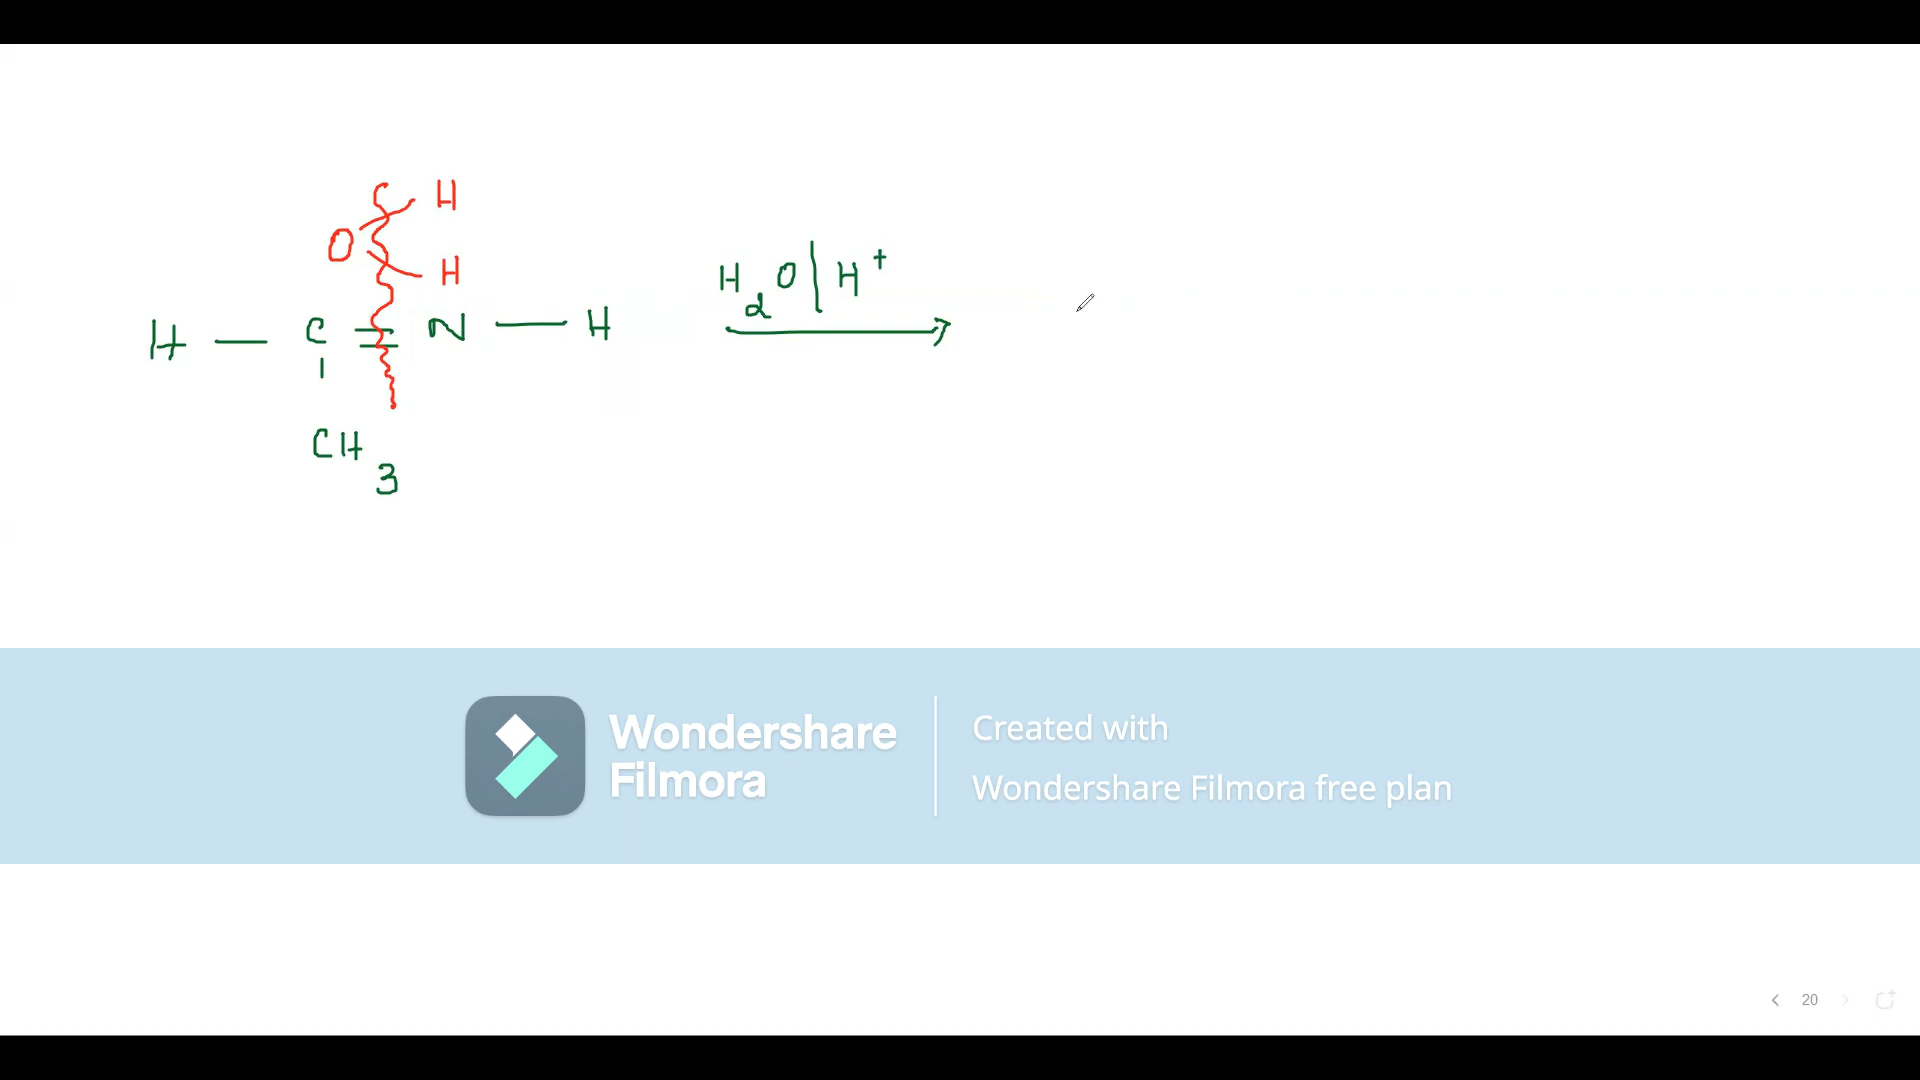 H
O
H
H — C = N — H
CH3
H2O | H+
Wondershare
Filmora
Created with
Wondershare Filmora free plan
20